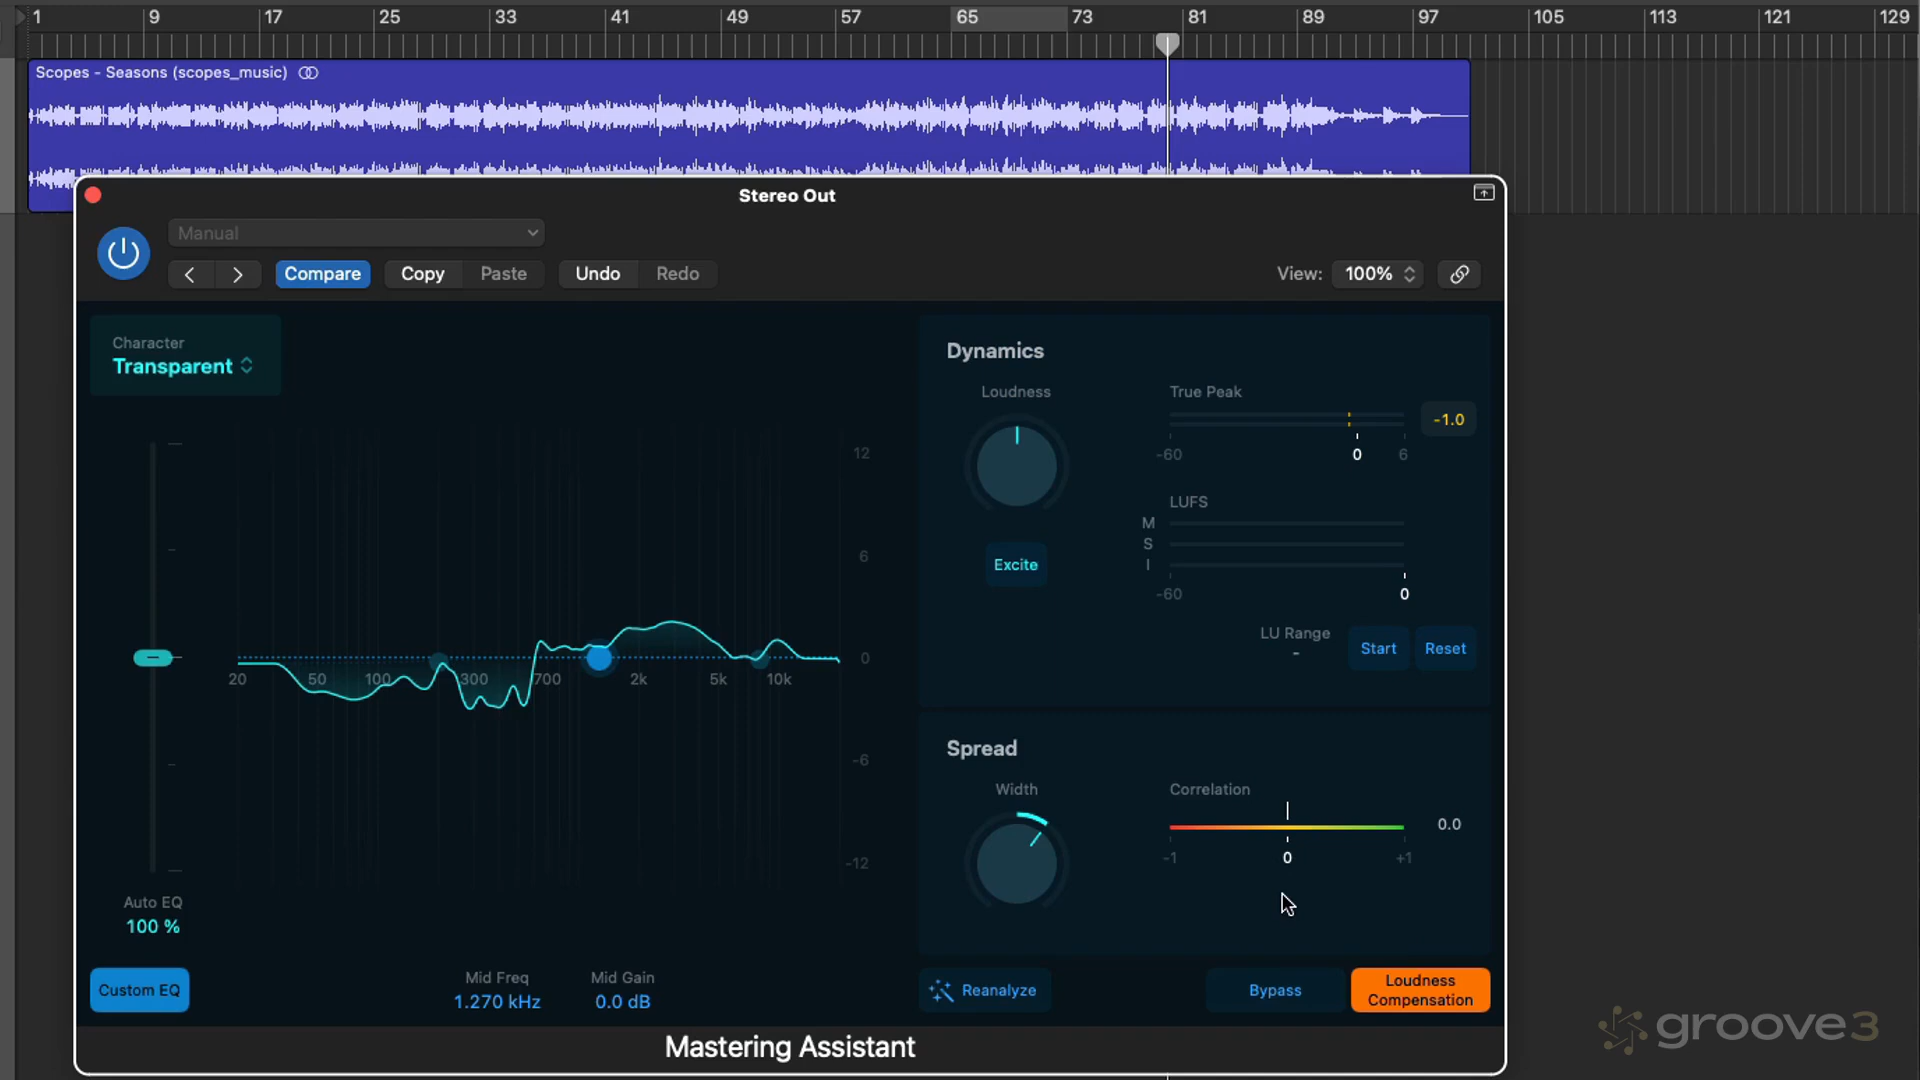 1 9 17 25 33 41 49 57 65 73 81 89 97 105 113 121 129
Scopes - Seasons (scopes_music)
Stereo Out
Manual
Compare Copy Paste Undo Redo View: 100%
Character
Transparent
Dynamics
Loudness
True Peak
-1.0
-60 0 6
LUFS
M
S
I
-60 0
Excite
LU Range
-
Start Reset
12
6
0
-6
-12
20 50 100 300 700 2k 5k 10k
Auto EQ
100 %
Spread
Width
Correlation
0.0
-1 0 +1
Custom EQ
Mid Freq
1.270 kHz
Mid Gain
0.0 dB
Reanalyze
Bypass
Loudness
Compensation
Mastering Assistant
groove3